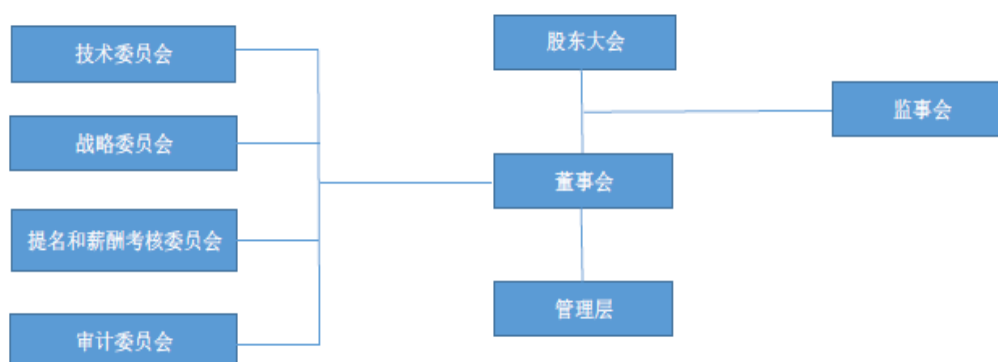 技术委员会
股东大会
监事会
战略委员会
董事会
提名和薪酬考核委员会
管理层
审计委员会